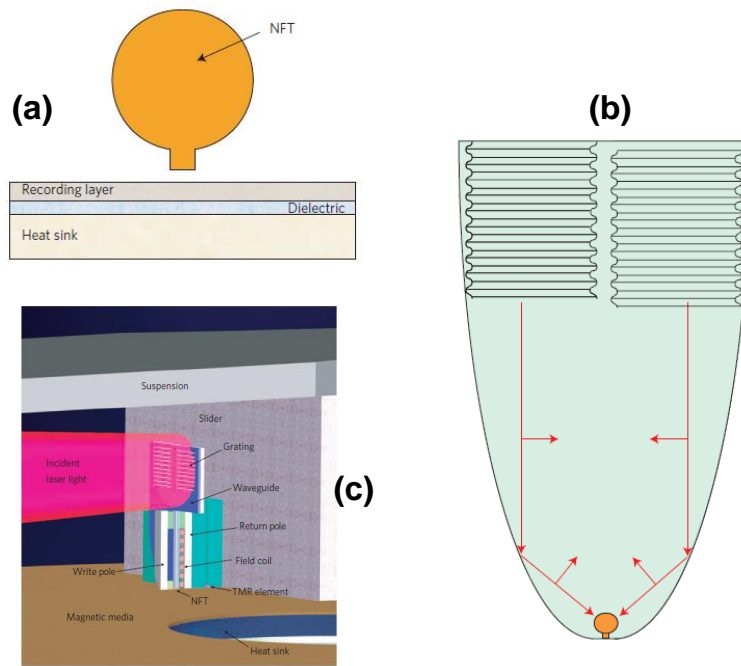 NFT
(a)
(b)
Recording layer
Dielectric
Heat sink
Suspension
Slider
Grating
Incident
laser light
(c)
Waveguide
Return pole
Write pole
Field coil
TMR element
NFT
Magnetic media
Heat sink